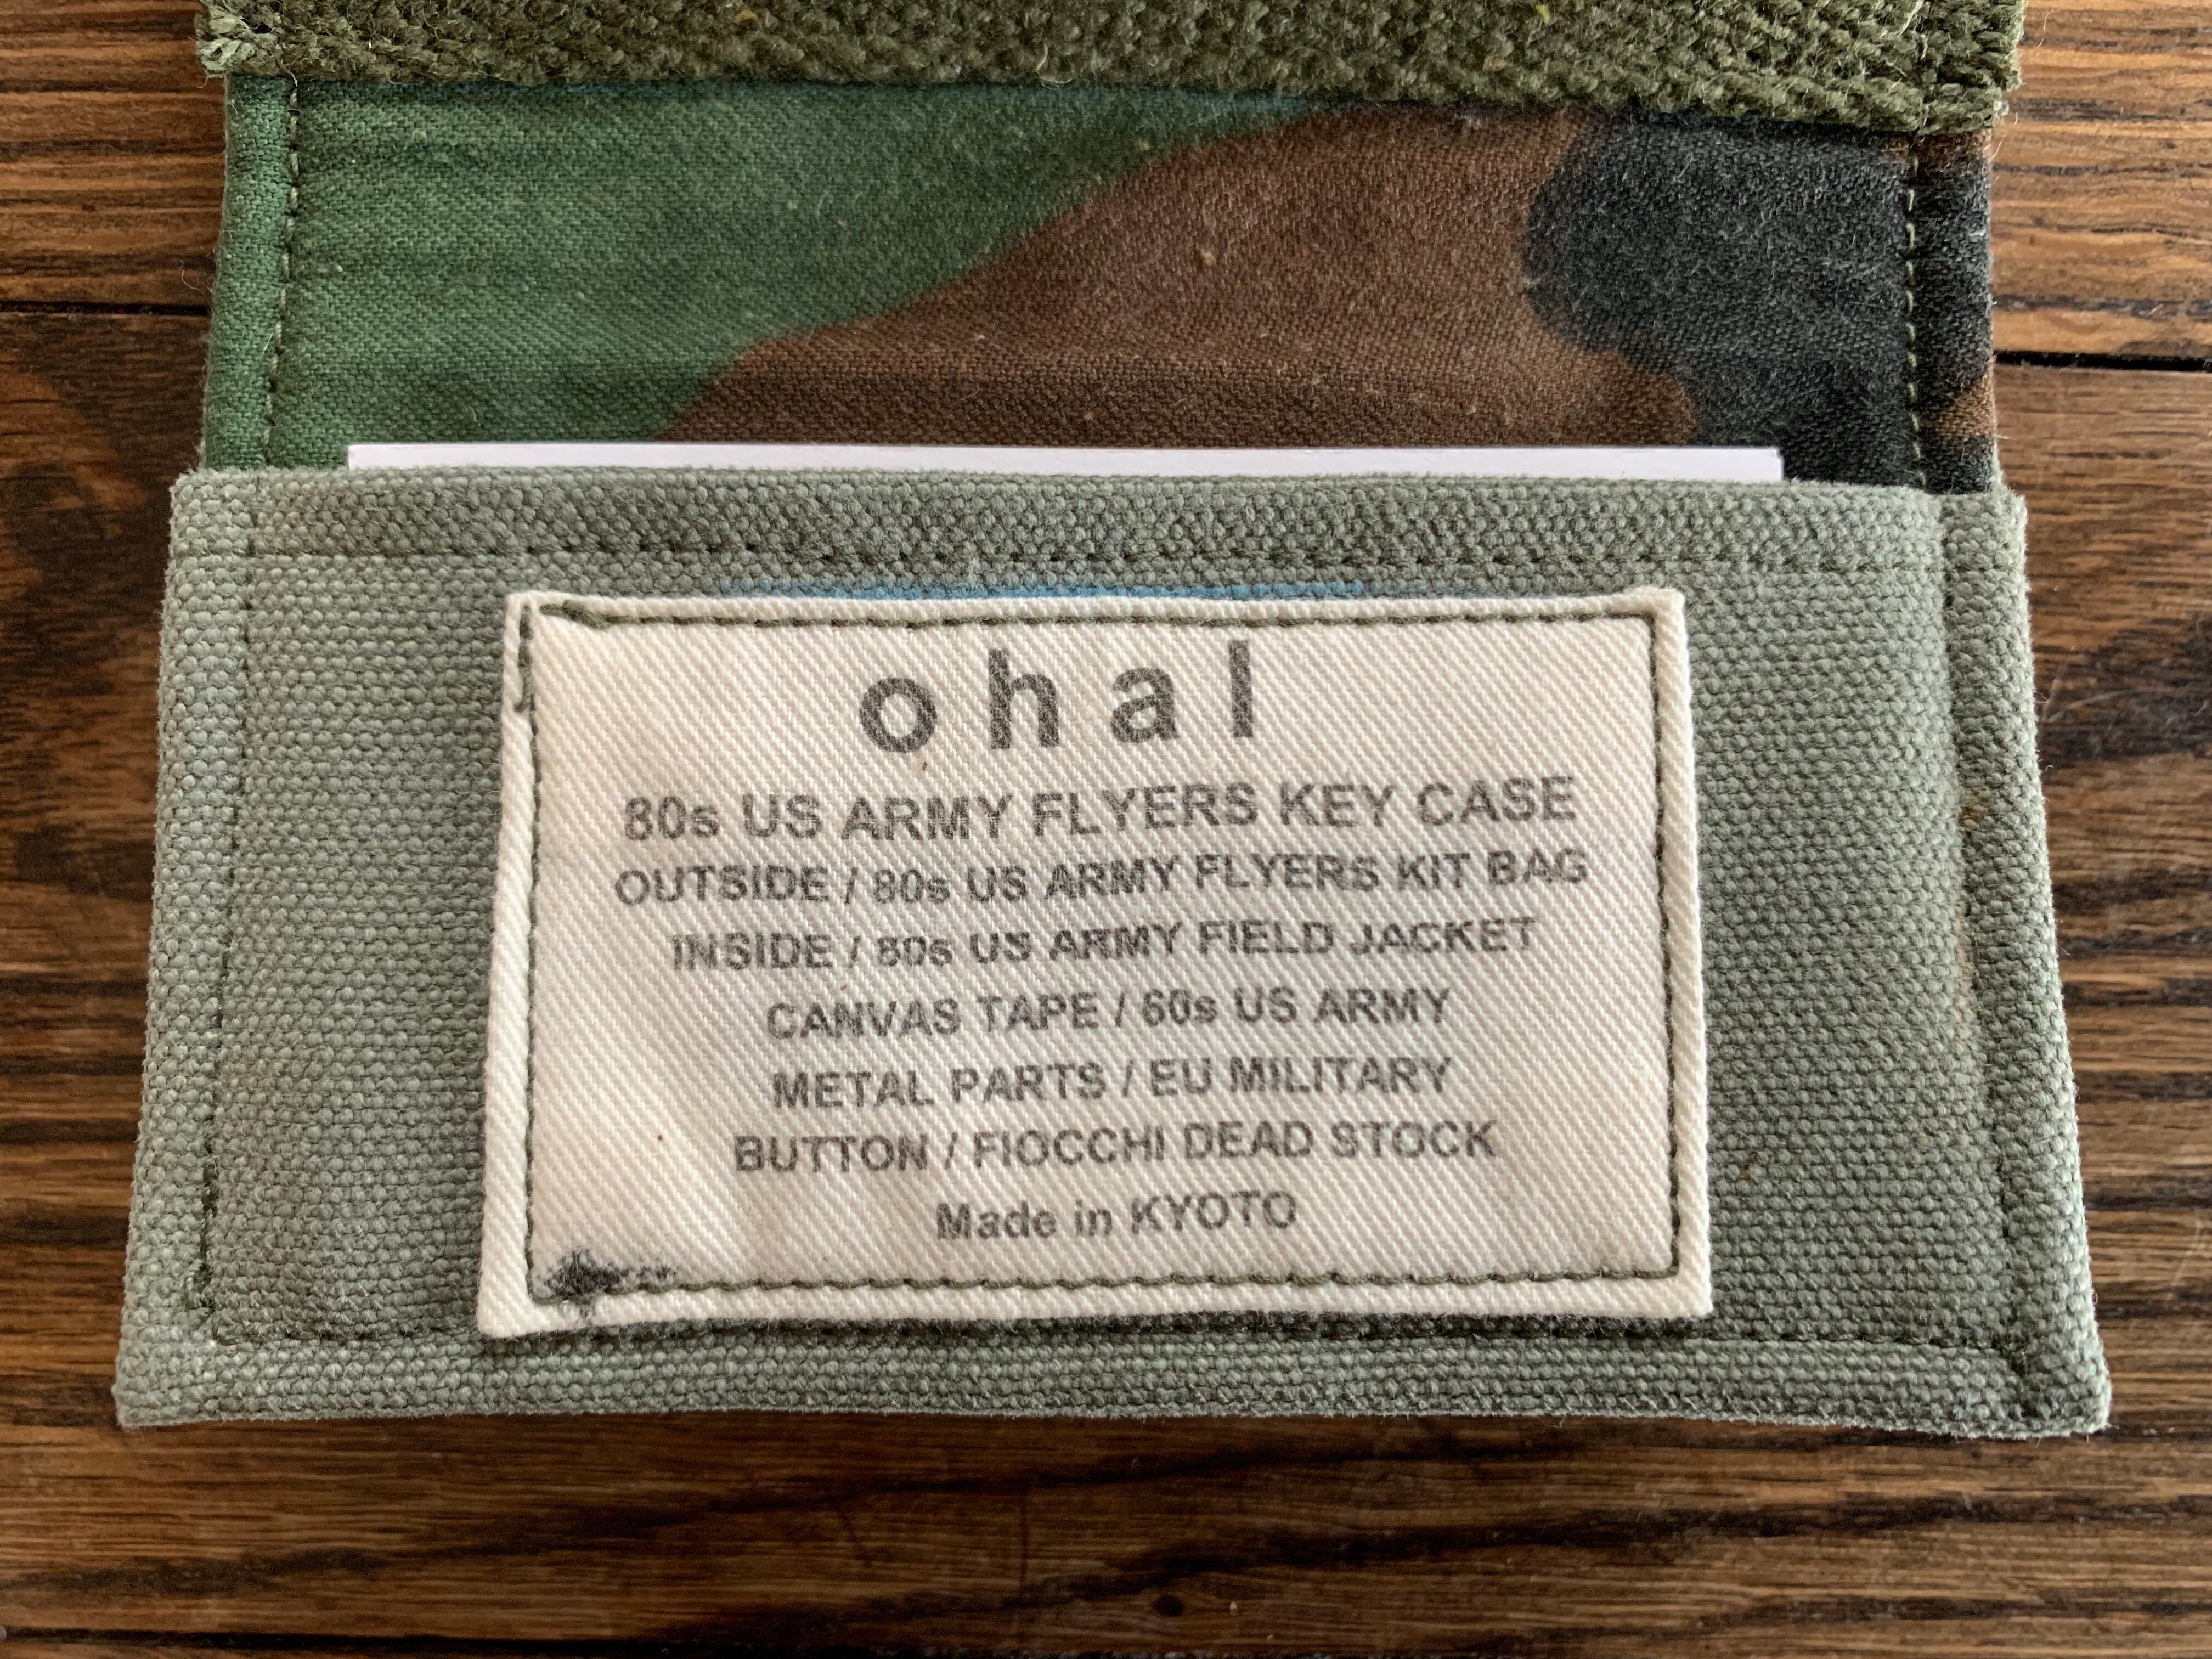 ohal
80s US ARMY FLYERS KEY CASE
OUTSIDE / 80s US ARMY FLYERS KIT BAG
INSIDE / 80s US ARMY FIELD JACKET
CANVAS TAPE / 60s US ARMY
METAL PARTS / EU MILITARY
BUTTON / FIOCCHI DEAD STOCK
Made in KYOTO